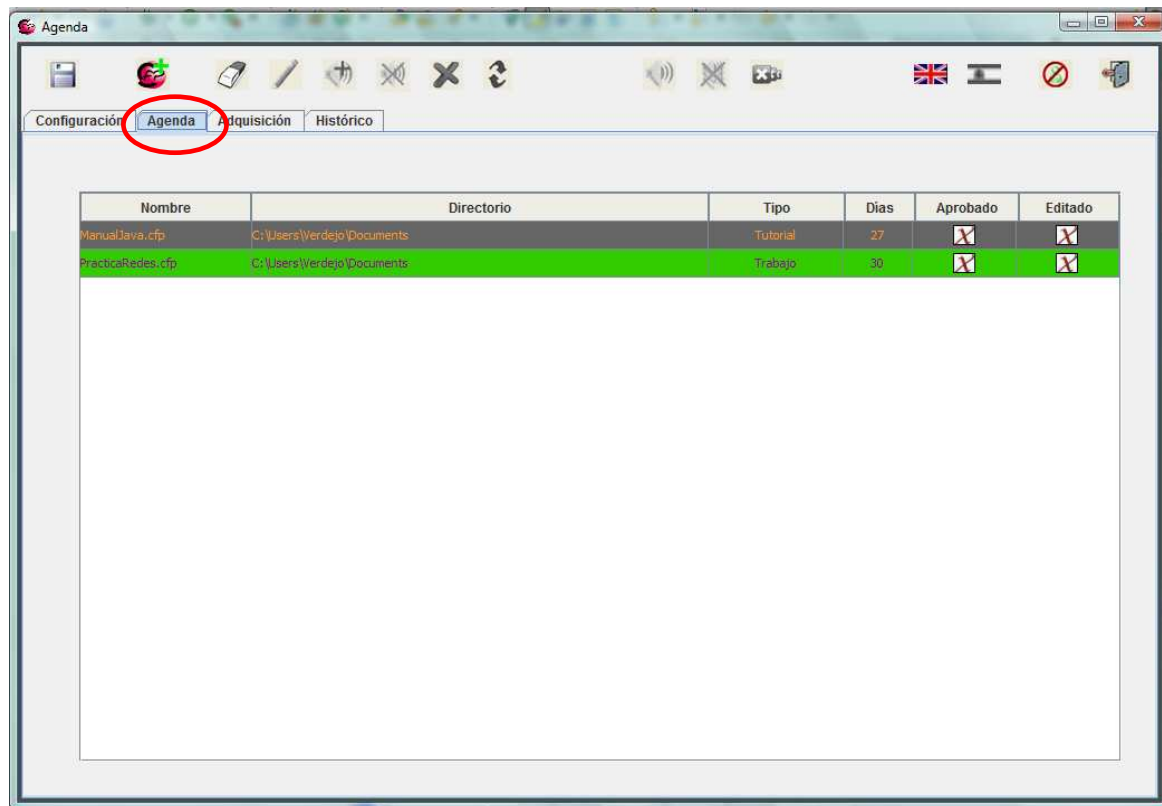 Agenda
Configuración Agenda Adquisición Histórico
Nombre Directorio Tipo Dias Aprobado Editado
ManualJava.cfp C:\Users\Verdejo\Documents Tutorial 27 X X
PracticaRedes.cfp C:\Users\Verdejo\Documents Trabajo 30 X X